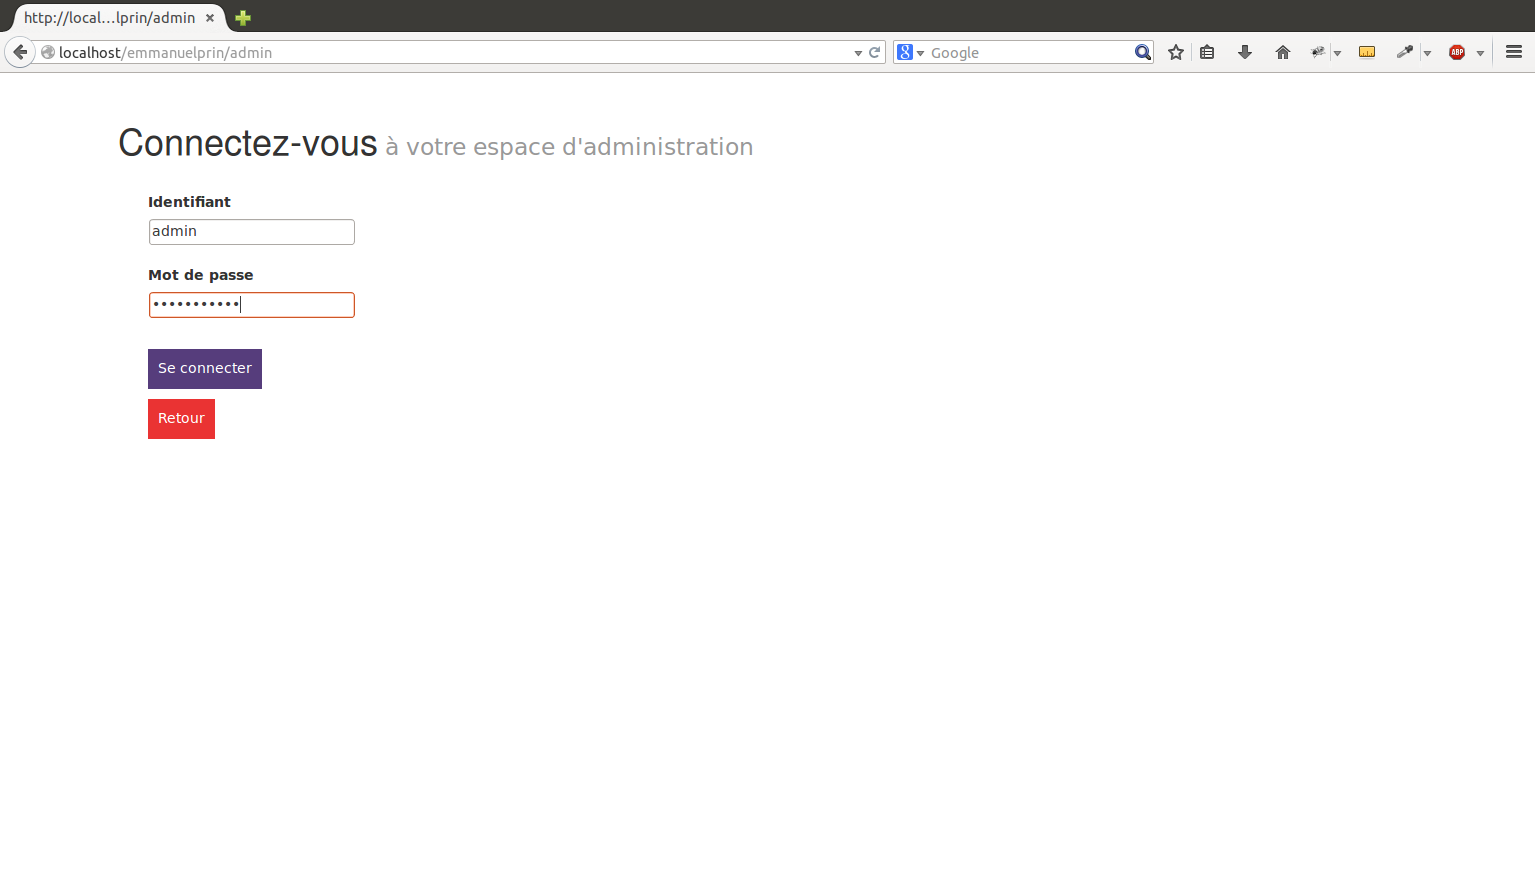 http://local...lprin/admin
localhost/emmanuelprin/admin
Google
ABP
Connectez-vous à votre espace d'administration
Identifiant
admin
Mot de passe
•••••••••••
Se connecter
Retour